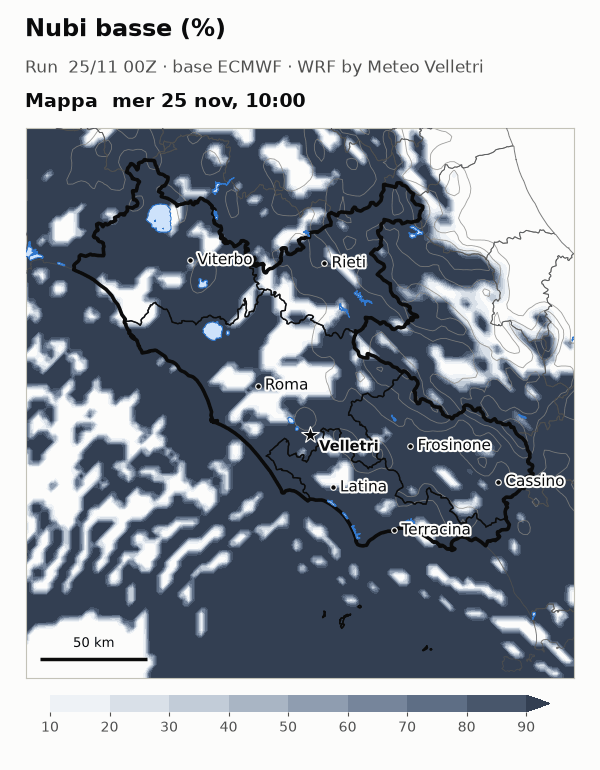 Nubi basse (%)
Run  25/11 00Z · base ECMWF · WRF by Meteo Velletri
Mappa  mer 25 nov, 10:00
Viterbo
Rieti
Roma
Velletri
Frosinone
Latina
Cassino
Terracina
50 km
10 20 30 40 50 60 70 80 90